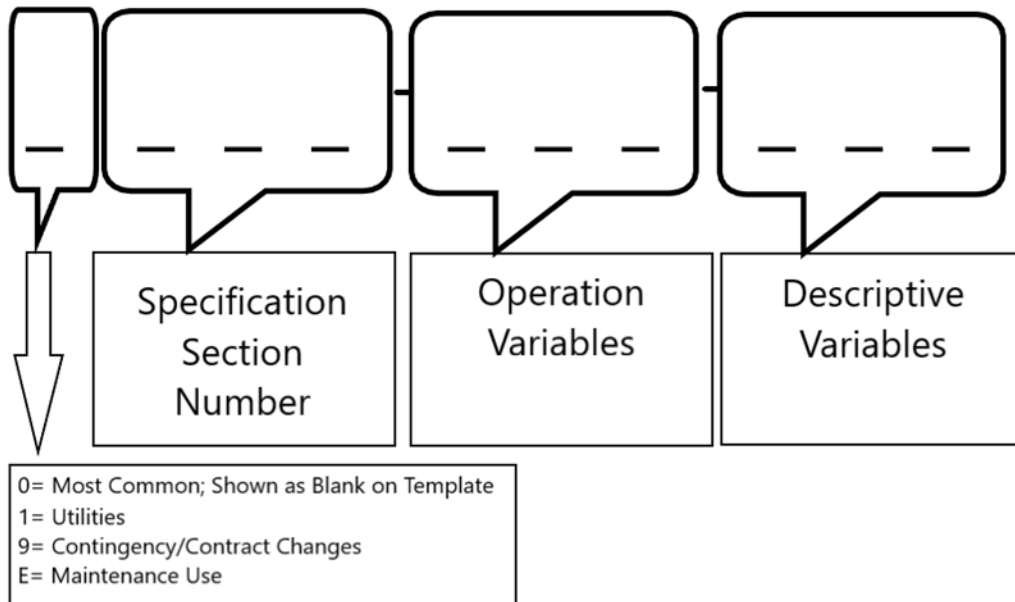 Specification
Section
Number
Operation
Variables
Descriptive
Variables
0= Most Common; Shown as Blank on Template
1= Utilities
9= Contingency/Contract Changes
E= Maintenance Use